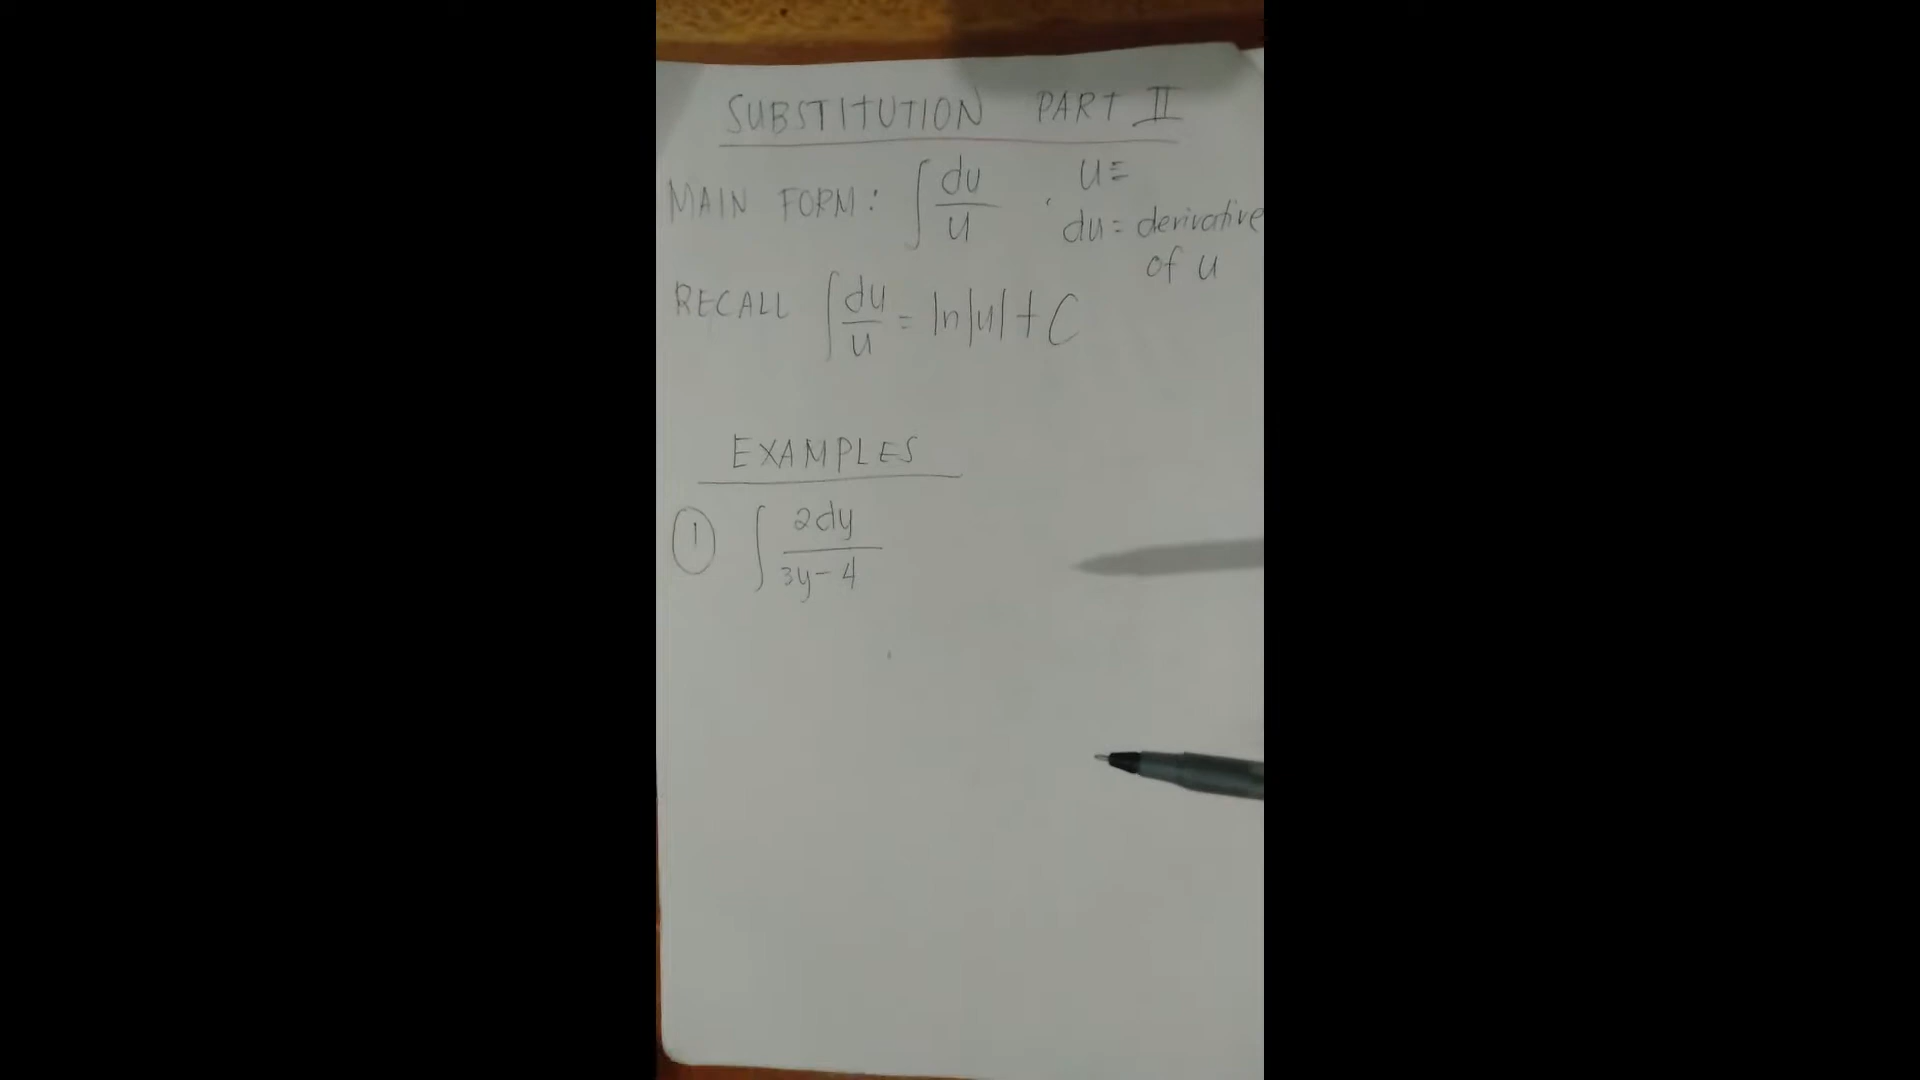 SUBSTITUTION PART II
MAIN FORM: ∫ du/u u=
du = derivative
of u
RECALL ∫ du/u = ln|u| + C
EXAMPLES
① ∫ 2dy/3y-4